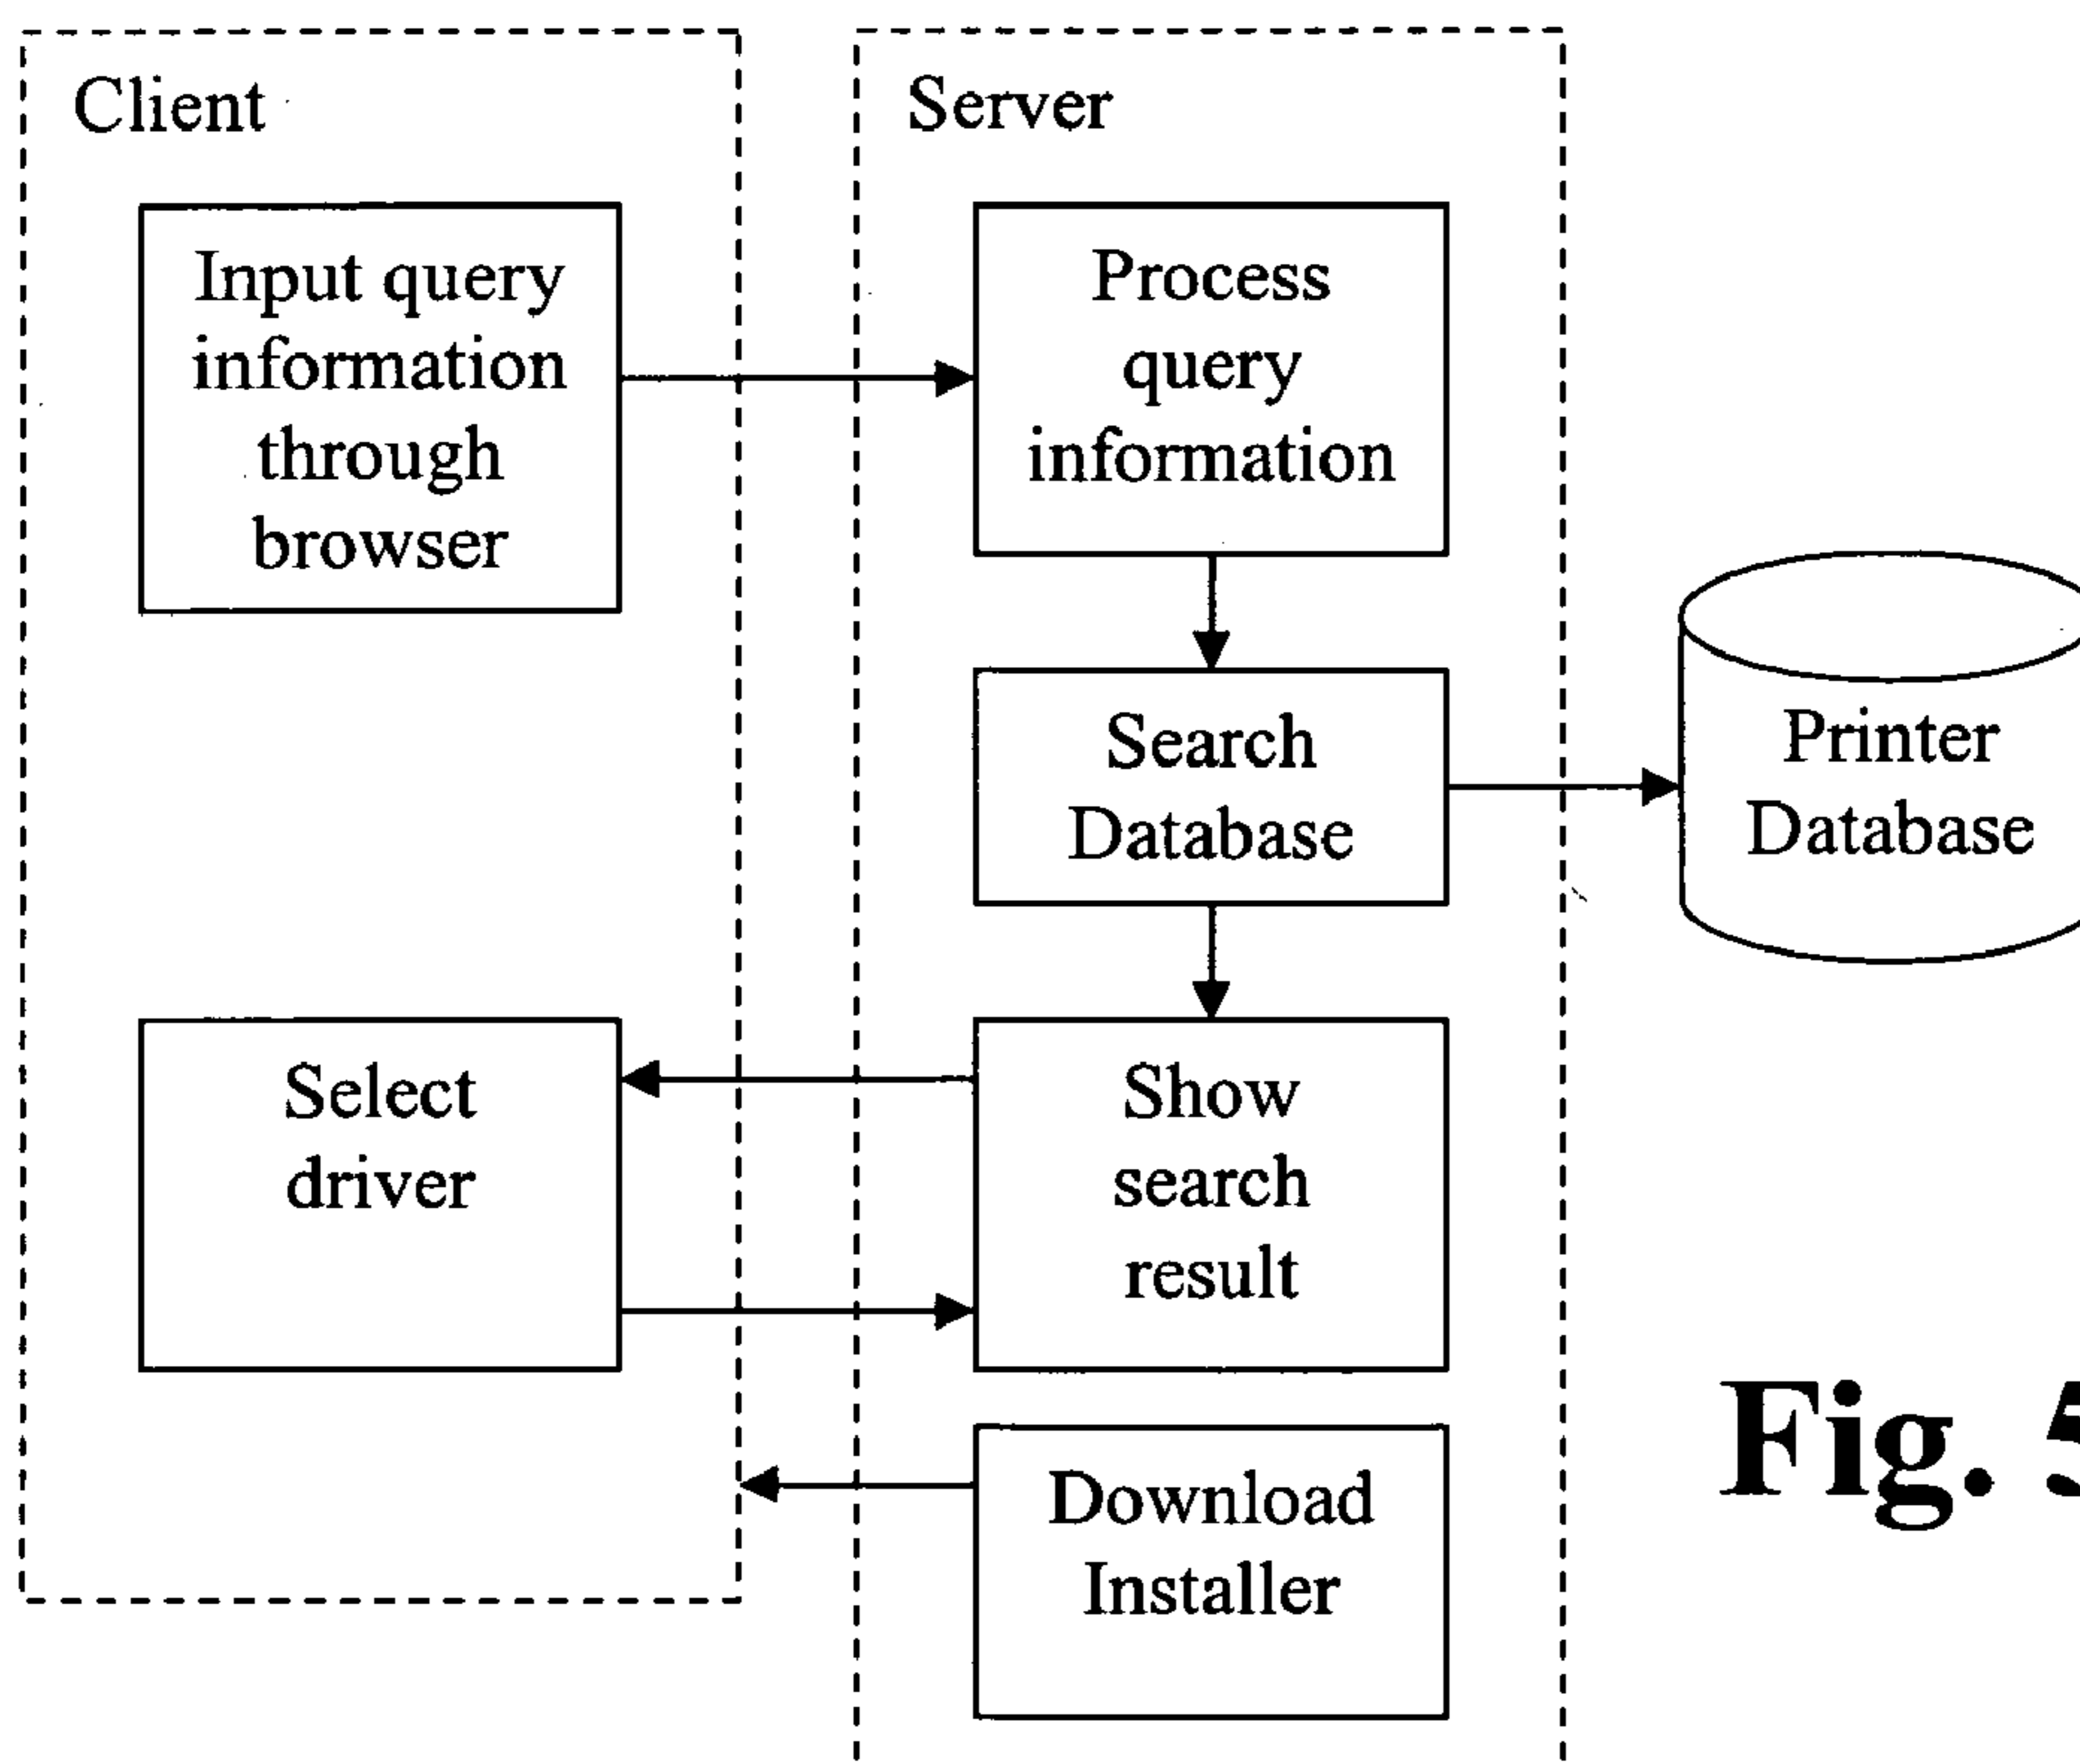 Client
Server
Input query
information
through
browser
Process
query
information
Search
Database
Printer
Database
Select
driver
Show
search
result
Download
Installer
Fig. 5